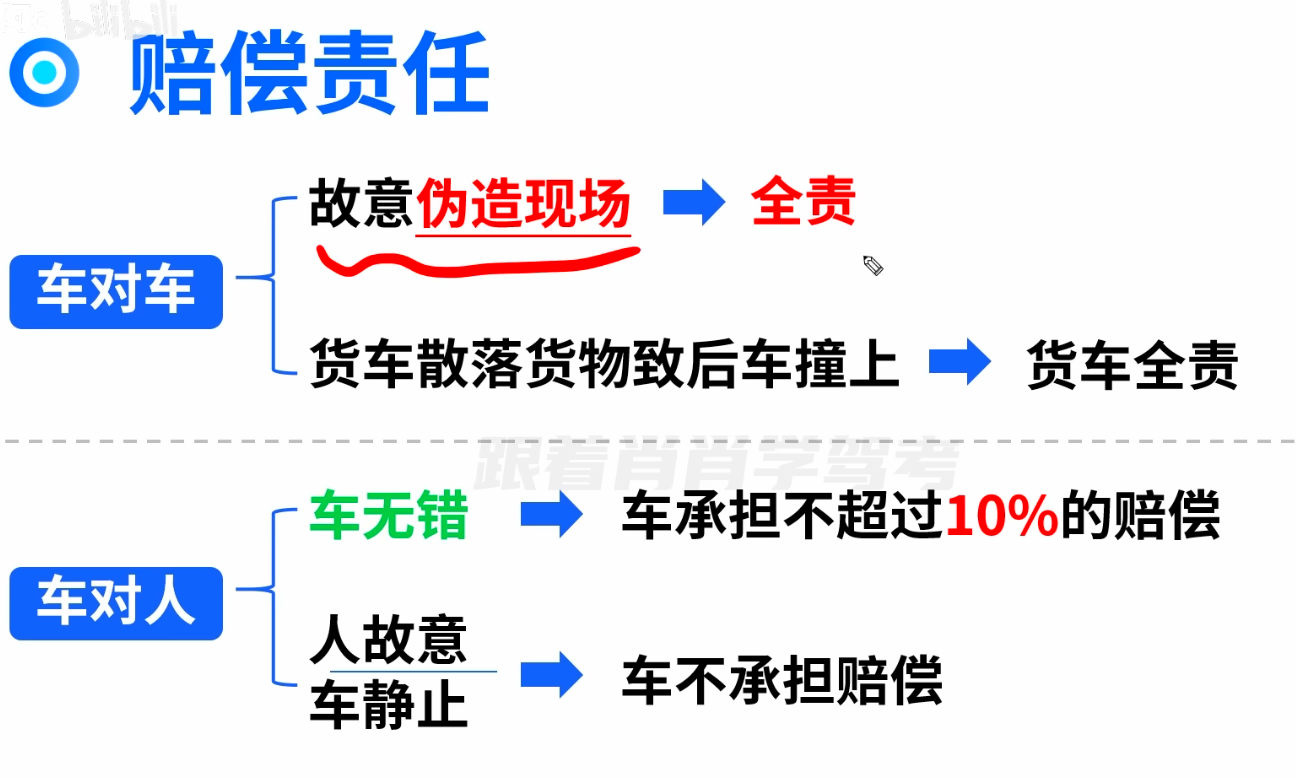 bilibili
赔偿责任
故意伪造现场
全责
车对车
货车散落货物致后车撞上
货车全责
跟着肖肖学驾考
车无错
车承担不超过10%的赔偿
车对人
人故意
车静止
车不承担赔偿